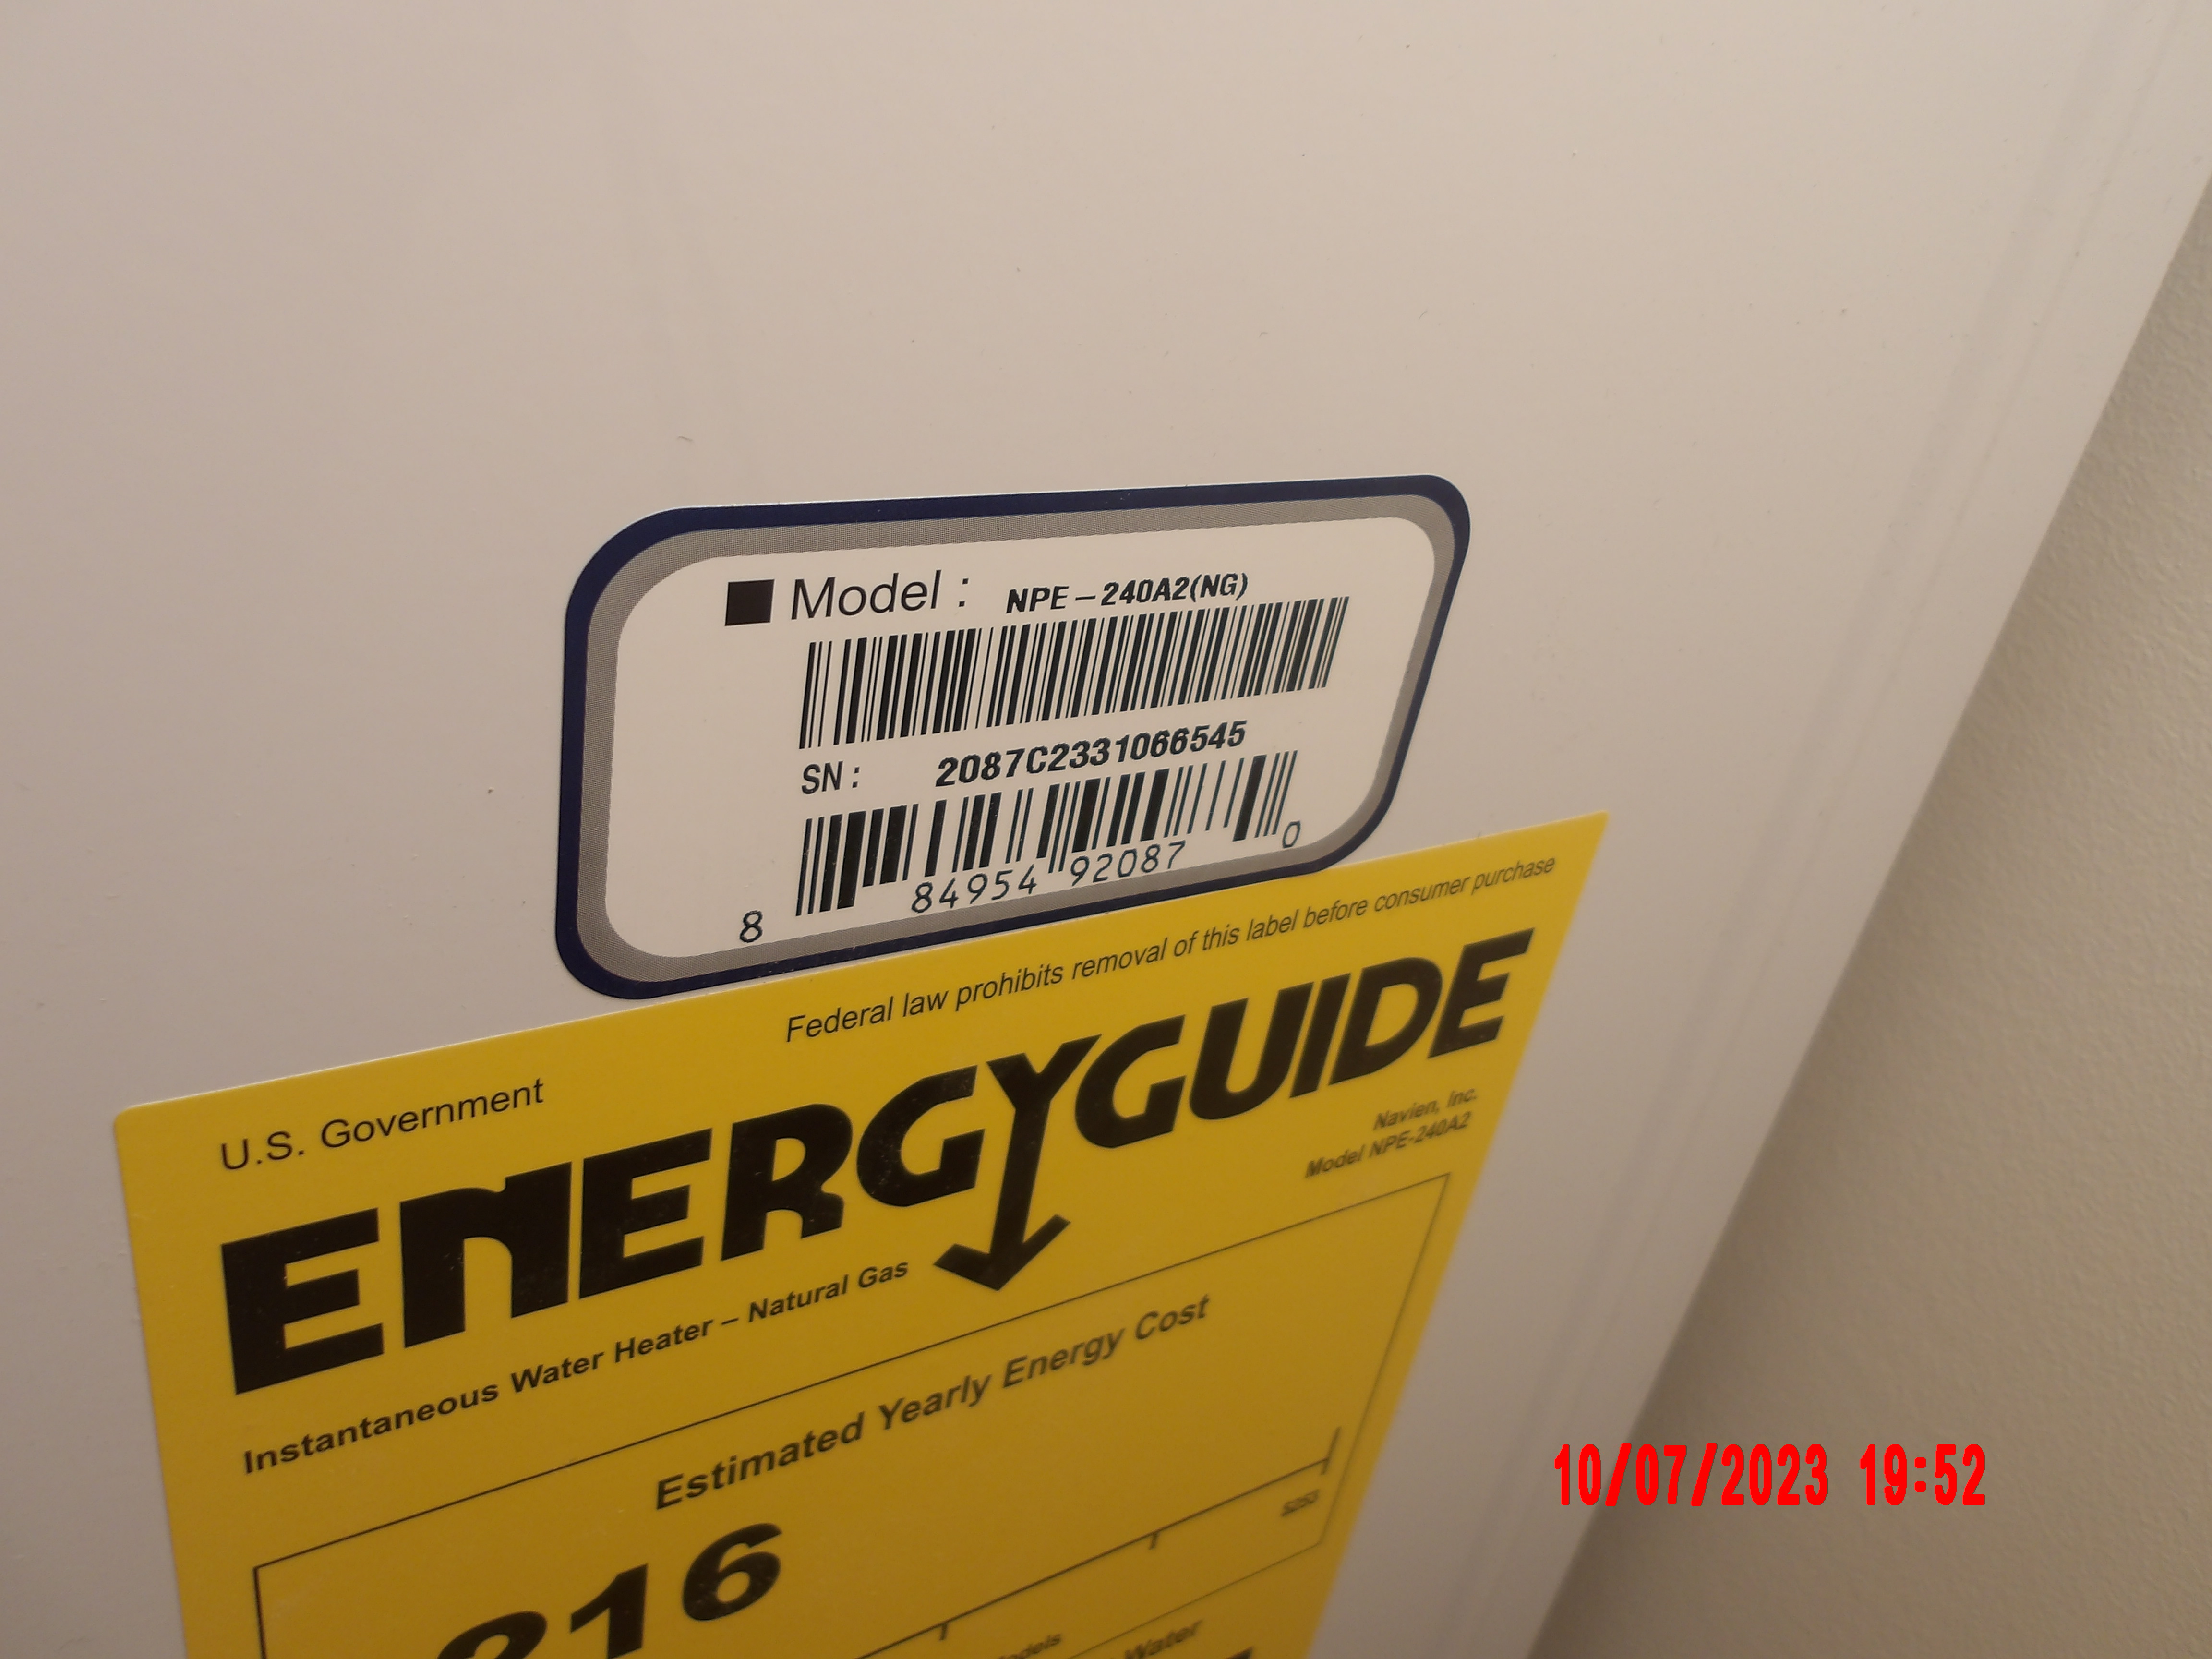 ■ Model : NPE-240A2(NG)
SN : 2087C2331066545
8 84954 92087 0
Federal law prohibits removal of this label before consumer purchase
U.S. Government
ENERGYGUIDE
Instantaneous Water Heater – Natural Gas
Navien, Inc.
Model NPE-240A2
Estimated Yearly Energy Cost
216
$253
Water
10/07/2023 19:52